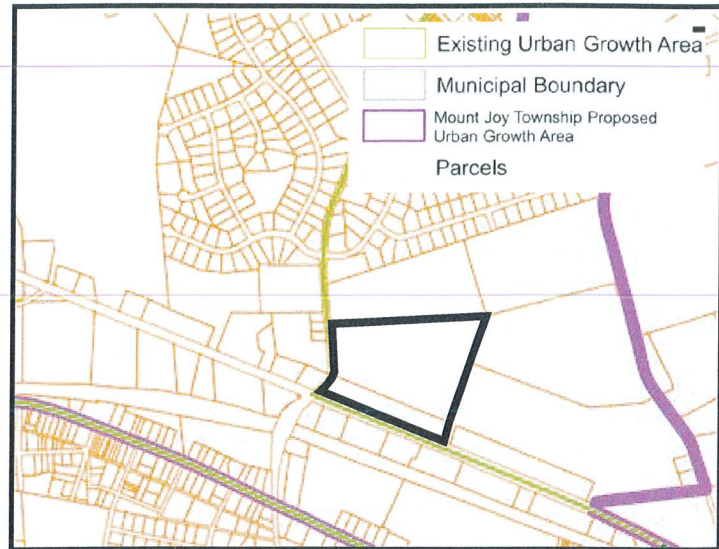 Existing Urban Growth Area
Municipal Boundary
Mount Joy Township Proposed
Urban Growth Area
Parcels